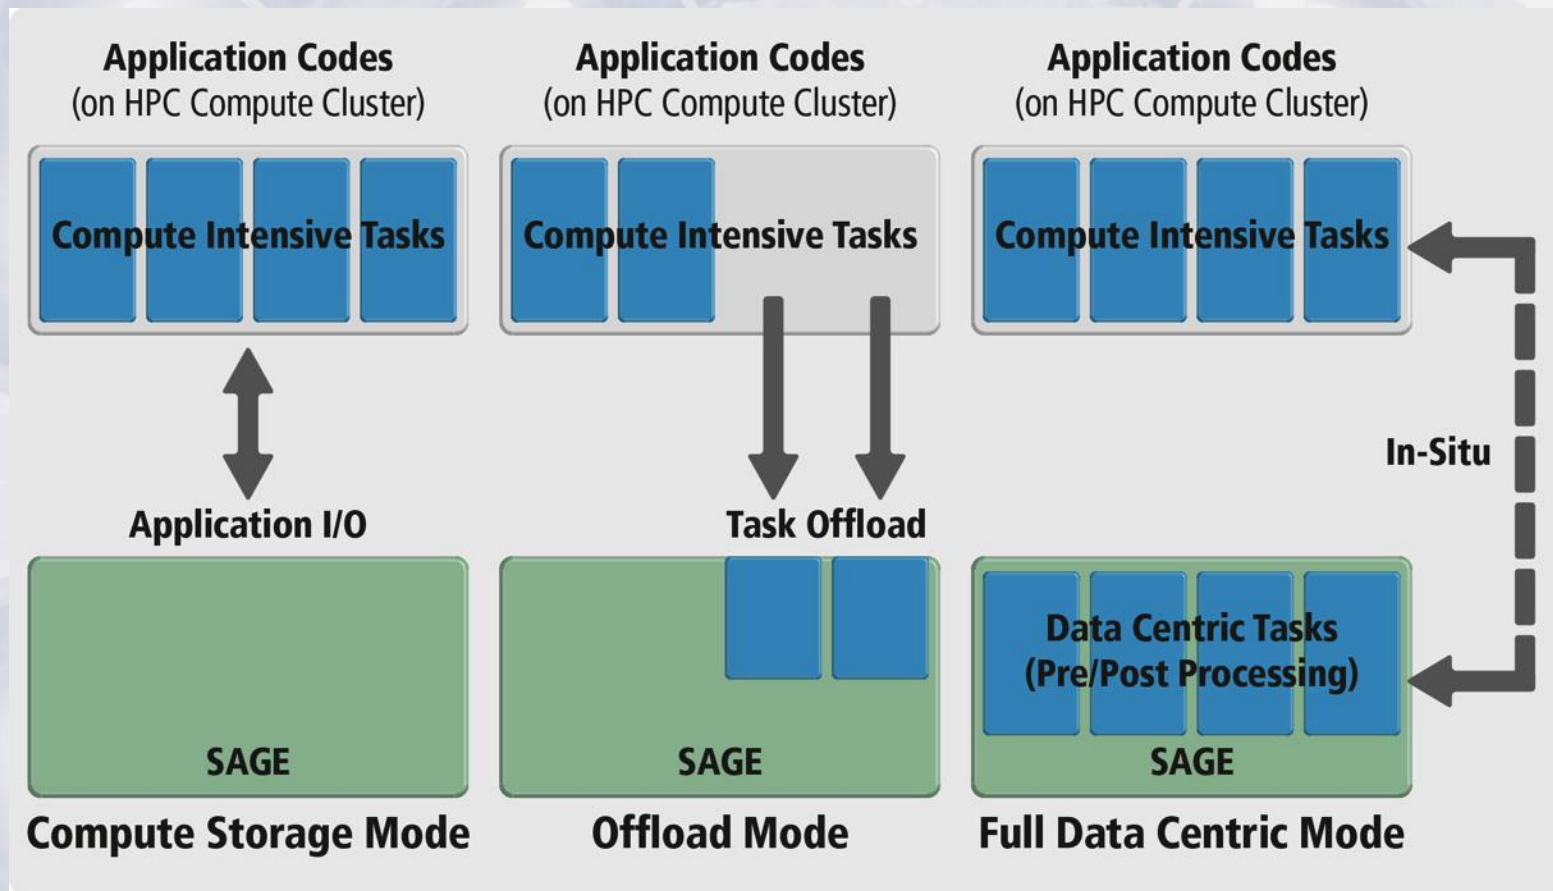 Application Codes
(on HPC Compute Cluster)
Compute Intensive Tasks
Application I/O
SAGE
Compute Storage Mode
Application Codes
(on HPC Compute Cluster)
Compute Intensive Tasks
Task Offload
SAGE
Offload Mode
Application Codes
(on HPC Compute Cluster)
Compute Intensive Tasks
In-Situ
Data Centric Tasks
(Pre/Post Processing)
SAGE
Full Data Centric Mode